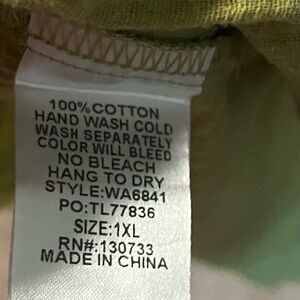 100% COTTON
HAND WASH COLD
WASH SEPARATELY
COLOR WILL BLEED
NO BLEACH
HANG TO DRY
STYLE:WA6841
PO:TL77836
SIZE:1XL
RN#:130733
MADE IN CHINA